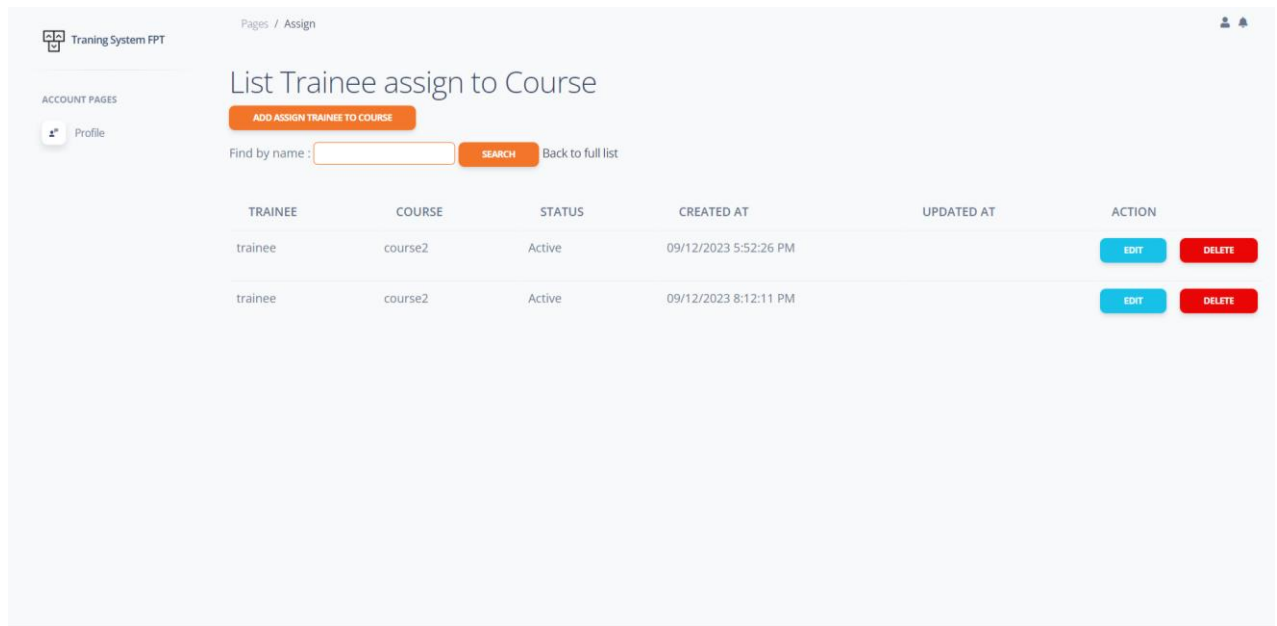 Traning System FPT
Pages / Assign
ACCOUNT PAGES
Profile
List Trainee assign to Course
ADD ASSIGN TRAINEE TO COURSE
Find by name : SEARCH Back to full list
TRAINEE COURSE STATUS CREATED AT UPDATED AT ACTION
trainee course2 Active 09/12/2023 5:52:26 PM EDIT DELETE
trainee course2 Active 09/12/2023 8:12:11 PM EDIT DELETE